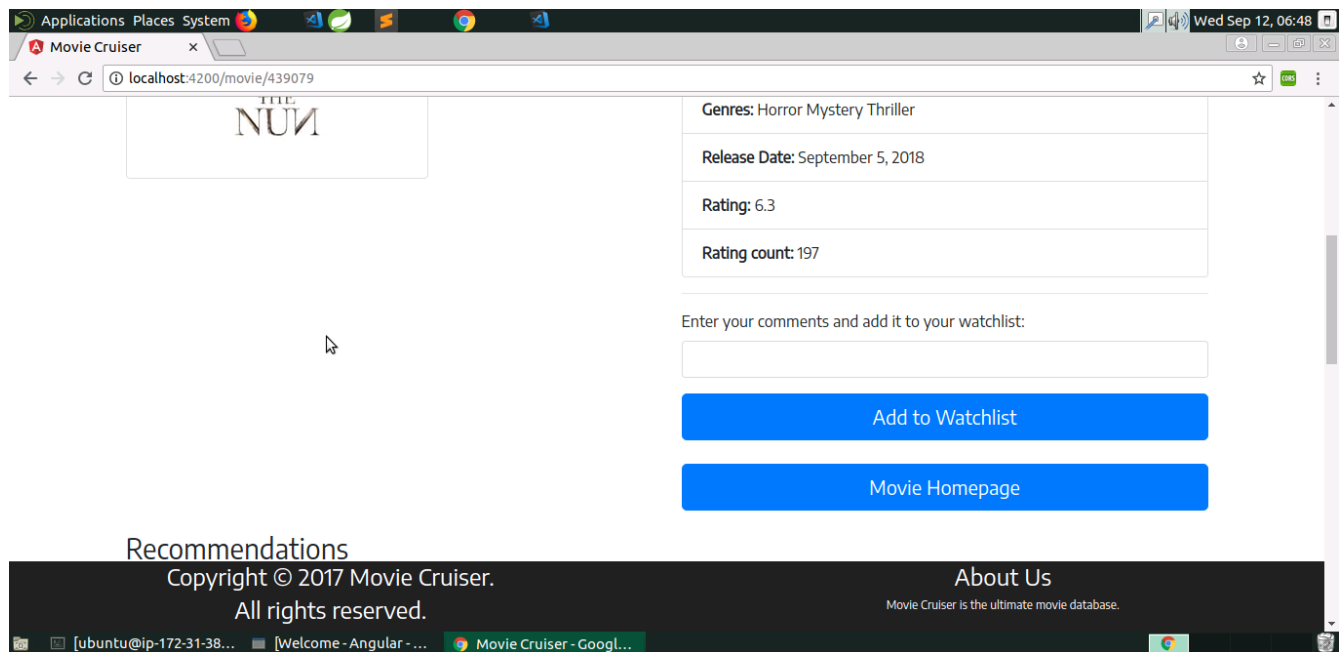 Applications Places System
Wed Sep 12, 06:48
Movie Cruiser
localhost:4200/movie/439079
CORS
THE
NUN
Genres: Horror Mystery Thriller
Release Date: September 5, 2018
Rating: 6.3
Rating count: 197
Enter your comments and add it to your watchlist:
Add to Watchlist
Movie Homepage
Recommendations
Copyright © 2017 Movie Cruiser.
All rights reserved.
About Us
Movie Cruiser is the ultimate movie database.
[ubuntu@ip-172-31-38...
[Welcome - Angular - ...
Movie Cruiser - Googl...